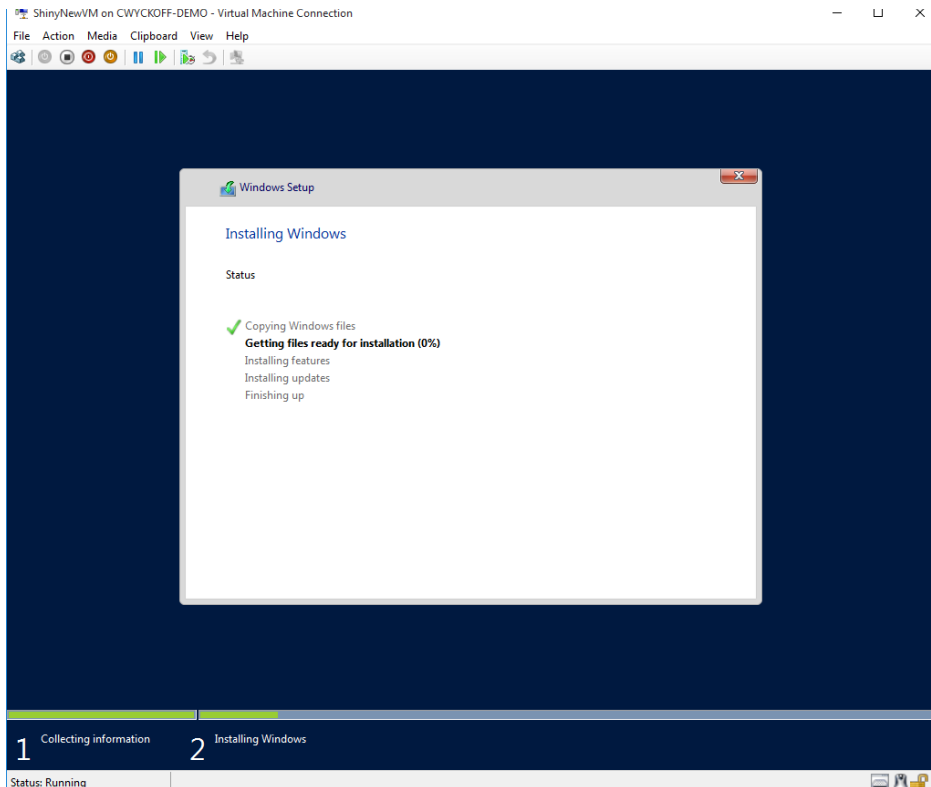 ShinyNewVM on CWYCKOFF-DEMO - Virtual Machine Connection
File Action Media Clipboard View Help
Windows Setup
Installing Windows
Status
Copying Windows files
Getting files ready for installation (0%)
Installing features
Installing updates
Finishing up
1 Collecting information 2 Installing Windows
Status: Running